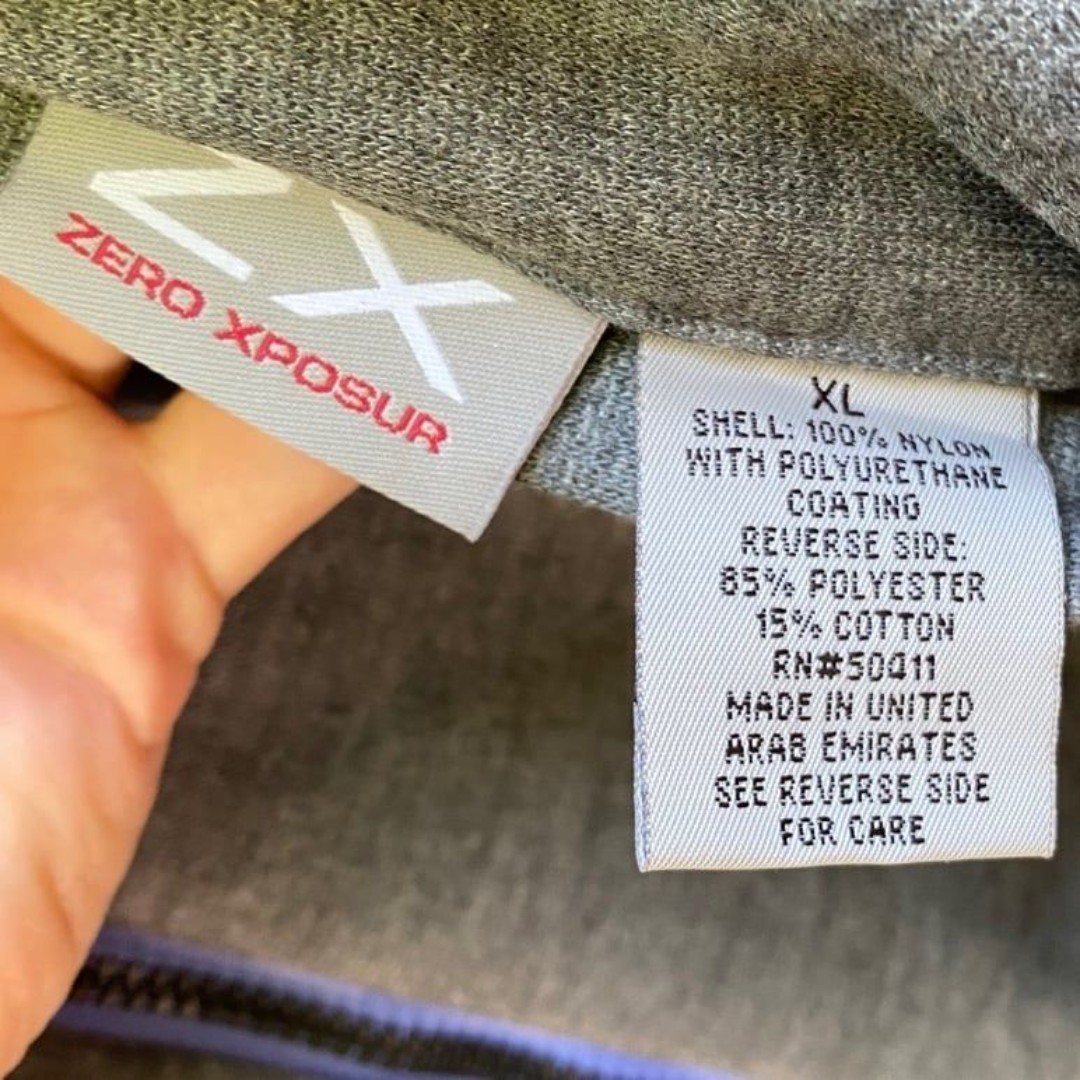 ZX
ZERO XPOSUR
XL
SHELL: 100% NYLON
WITH POLYURETHANE
COATING
REVERSE SIDE:
85% POLYESTER
15% COTTON
RN#50411
MADE IN UNITED
ARAB EMIRATES
SEE REVERSE SIDE
FOR CARE